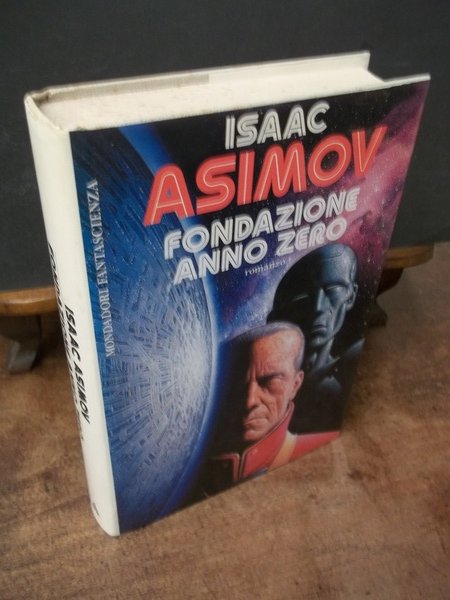 ISAAC
ASIMOV
FONDAZIONE
ANNO ZERO
romanzo
MONDADORI FANTASCIENZA
ISAAC ASIMOV